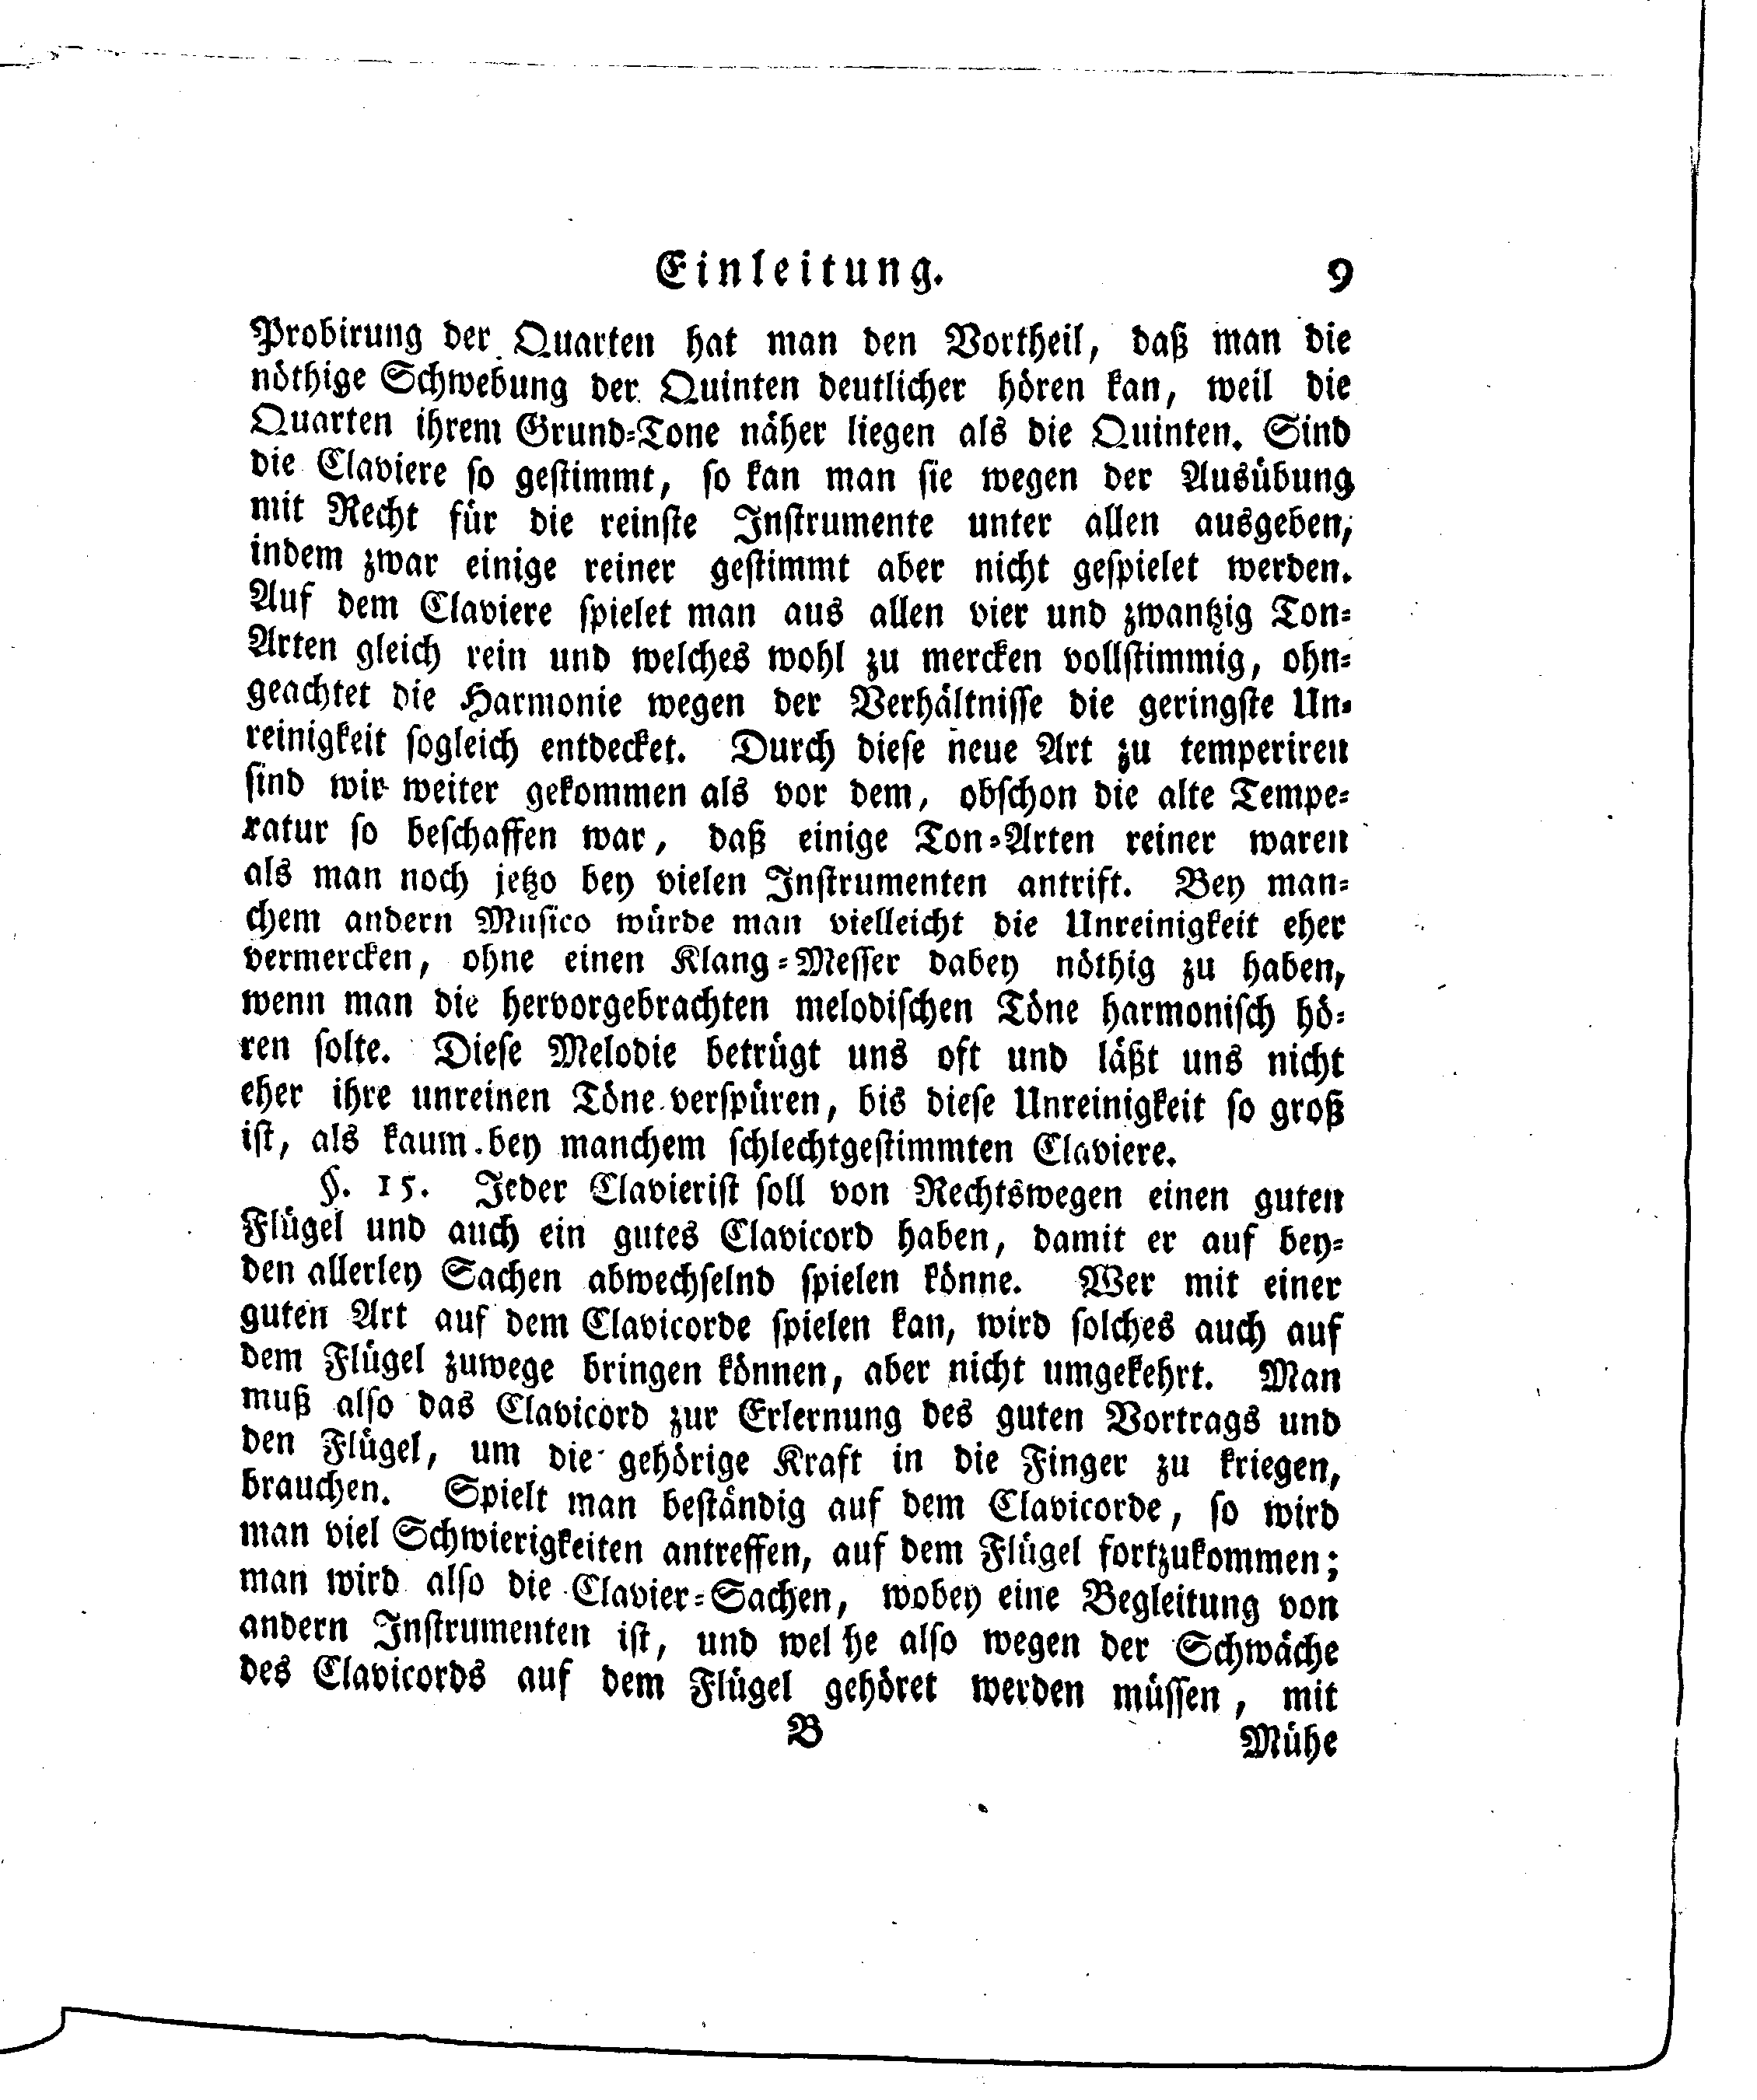 Einleitung. 9
Probirung der Quarten hat man den Vortheil, daß man die
nöthige Schwebung der Quinten deutlicher hören kan, weil die
Quarten ihrem Grund-Tone näher liegen als die Quinten. Sind
die Claviere so gestimmt, so kan man sie wegen der Ausübung
mit Recht für die reinste Instrumente unter allen ausgeben,
indem zwar einige reiner gestimmt aber nicht gespielet werden.
Auf dem Claviere spielet man aus allen vier und zwantzig Ton-
Arten gleich rein und welches wohl zu mercken vollstimmig, ohn-
geachtet die Harmonie wegen der Verhältnisse die geringste Un-
reinigkeit sogleich entdecket. Durch diese neue Art zu temperiren
sind wir weiter gekommen als vor dem, obschon die alte Tempe-
ratur so beschaffen war, daß einige Ton-Arten reiner waren
als man noch jetzo bey vielen Instrumenten antrift. Bey man-
chem andern Musico würde man vielleicht die Unreinigkeit eher
vermercken, ohne einen Klang-Messer dabey nöthig zu haben,
wenn man die hervorgebrachten melodischen Töne harmonisch hö-
ren solte. Diese Melodie betrügt uns oft und läßt uns nicht
eher ihre unreinen Töne verspüren, bis diese Unreinigkeit so groß
ist, als kaum bey manchem schlechtgestimmten Claviere.
§. 15. Jeder Clavierist soll von Rechtswegen einen guten
Flügel und auch ein gutes Clavicord haben, damit er auf bey-
den allerley Sachen abwechselnd spielen könne. Wer mit einer
guten Art auf dem Clavicorde spielen kan, wird solches auch auf
dem Flügel zuwege bringen können, aber nicht umgekehrt. Man
muß also das Clavicord zur Erlernung des guten Vortrags und
den Flügel, um die gehörige Kraft in die Finger zu kriegen,
brauchen. Spielt man beständig auf dem Clavicorde, so wird
man viel Schwierigkeiten antreffen, auf dem Flügel fortzukommen;
man wird also die Clavier-Sachen, wobey eine Begleitung von
andern Instrumenten ist, und wel he also wegen der Schwäche
des Clavicords auf dem Flügel gehöret werden müssen, mit
B Mühe